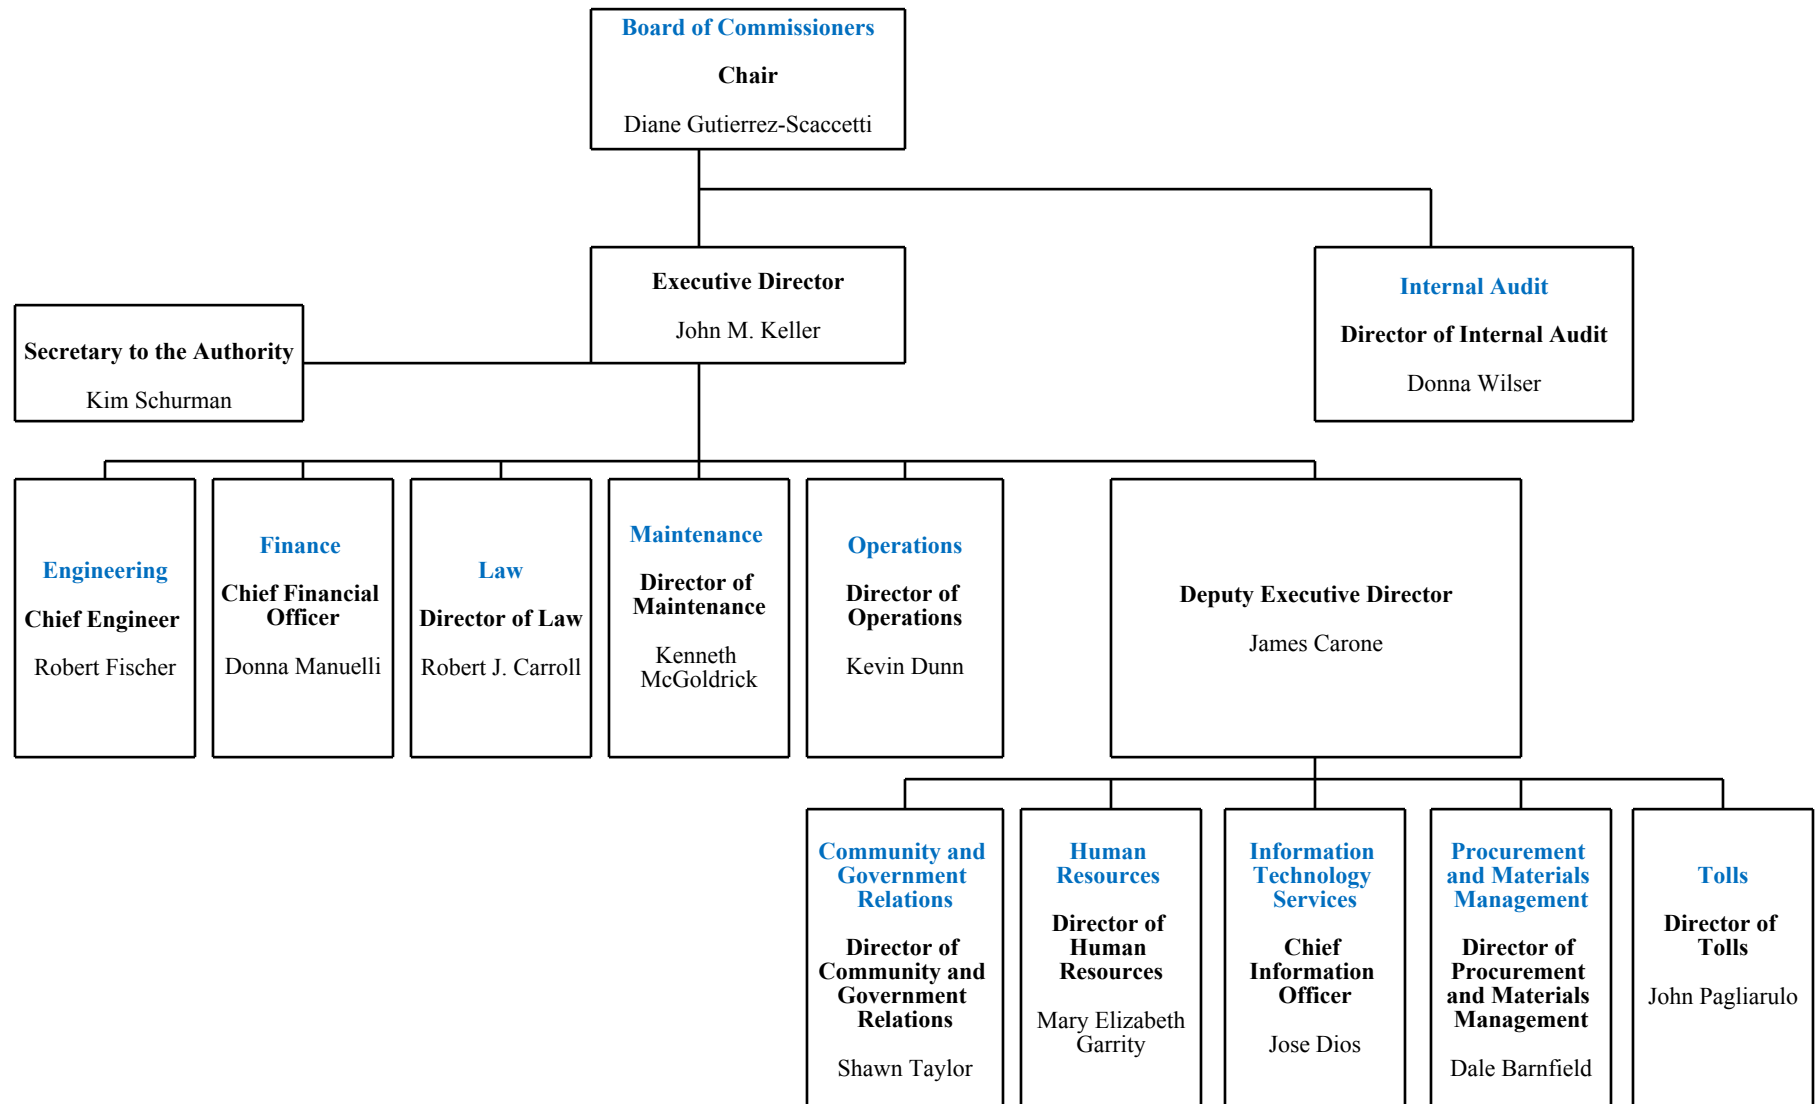 Board of Commissioners
Chair
Diane Gutierrez-Scaccetti
Executive Director
John M. Keller
Internal Audit
Director of Internal Audit
Donna Wilser
Secretary to the Authority
Kim Schurman
Engineering
Chief Engineer
Robert Fischer
Finance
Chief Financial
Officer
Donna Manuelli
Law
Director of Law
Robert J. Carroll
Maintenance
Director of
Maintenance
Kenneth
McGoldrick
Operations
Director of
Operations
Kevin Dunn
Deputy Executive Director
James Carone
Community and
Government
Relations
Director of
Community and
Government
Relations
Shawn Taylor
Human
Resources
Director of
Human
Resources
Mary Elizabeth
Garrity
Information
Technology
Services
Chief
Information
Officer
Jose Dios
Procurement
and Materials
Management
Director of
Procurement
and Materials
Management
Dale Barnfield
Tolls
Director of
Tolls
John Pagliarulo